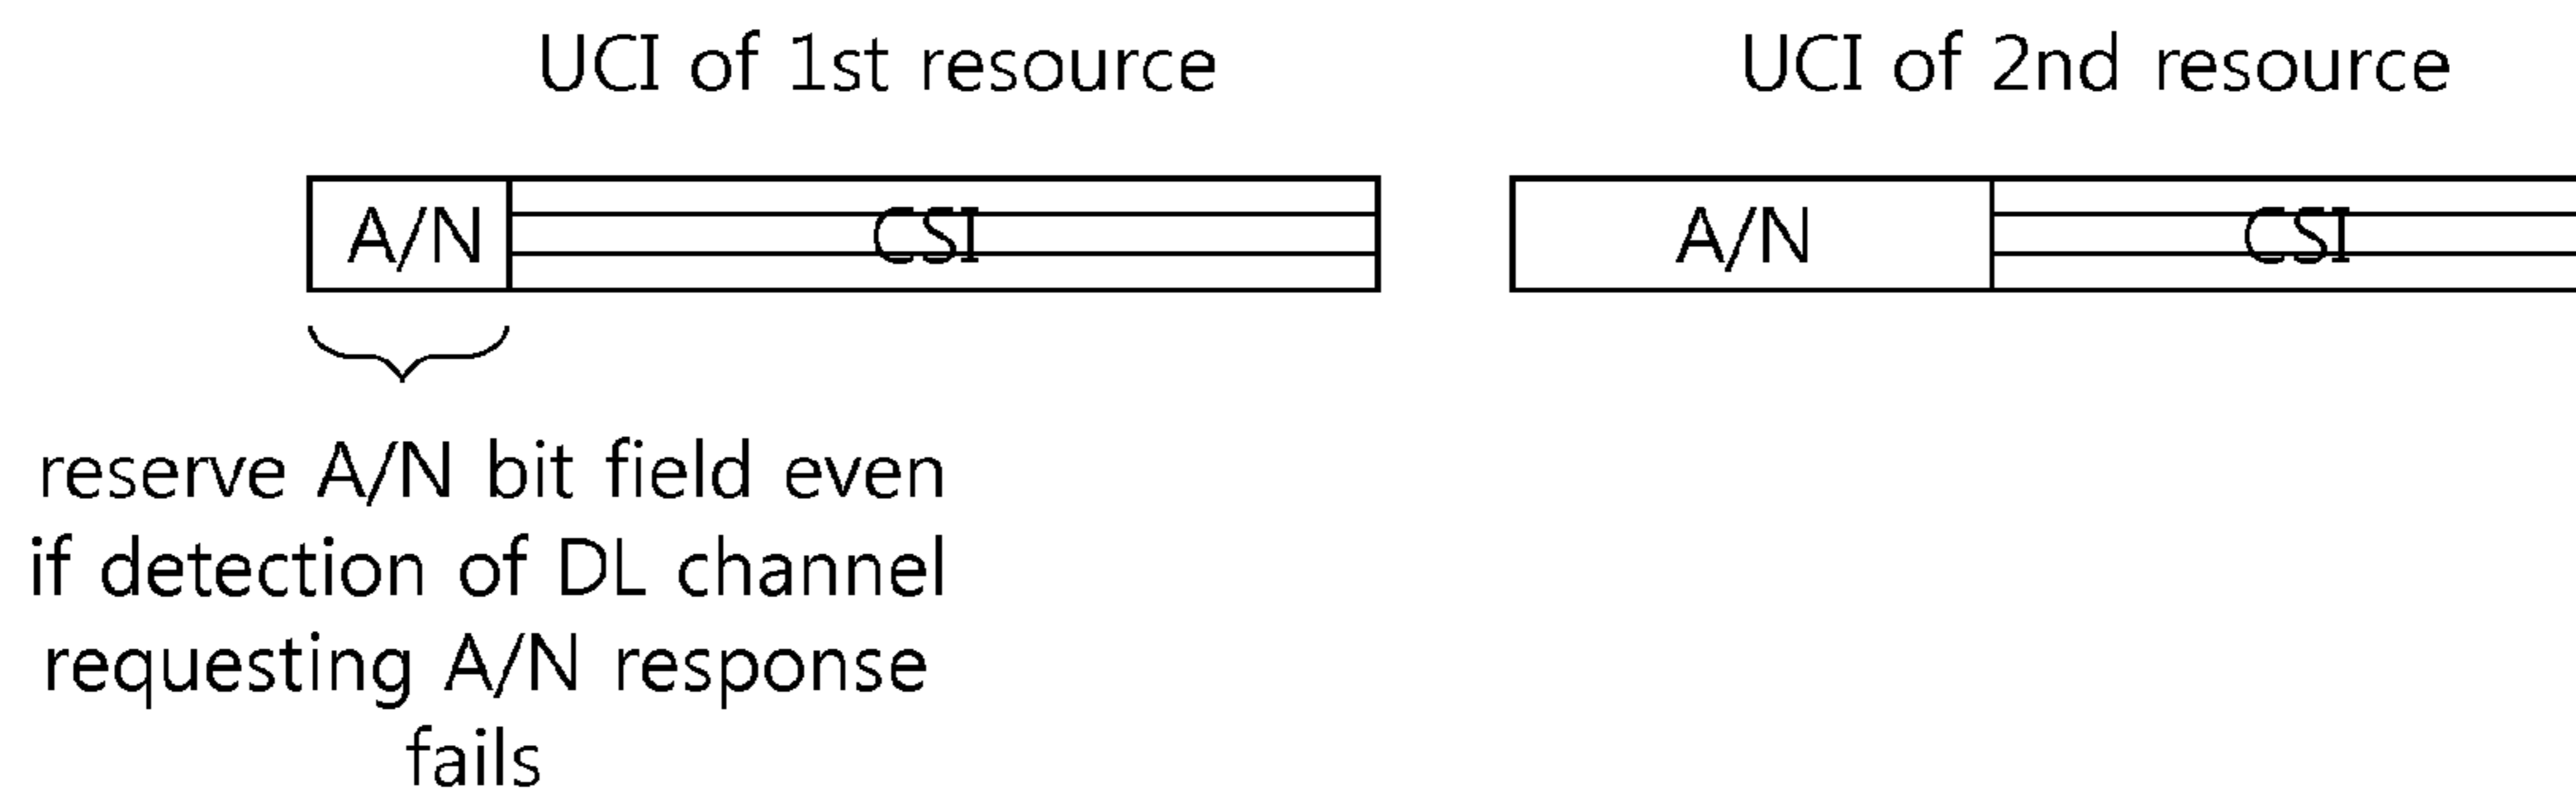 UCI of 1st resource
UCI of 2nd resource
A/N
CSI
A/N
CSI
reserve A/N bit field even
if detection of DL channel
requesting A/N response
fails